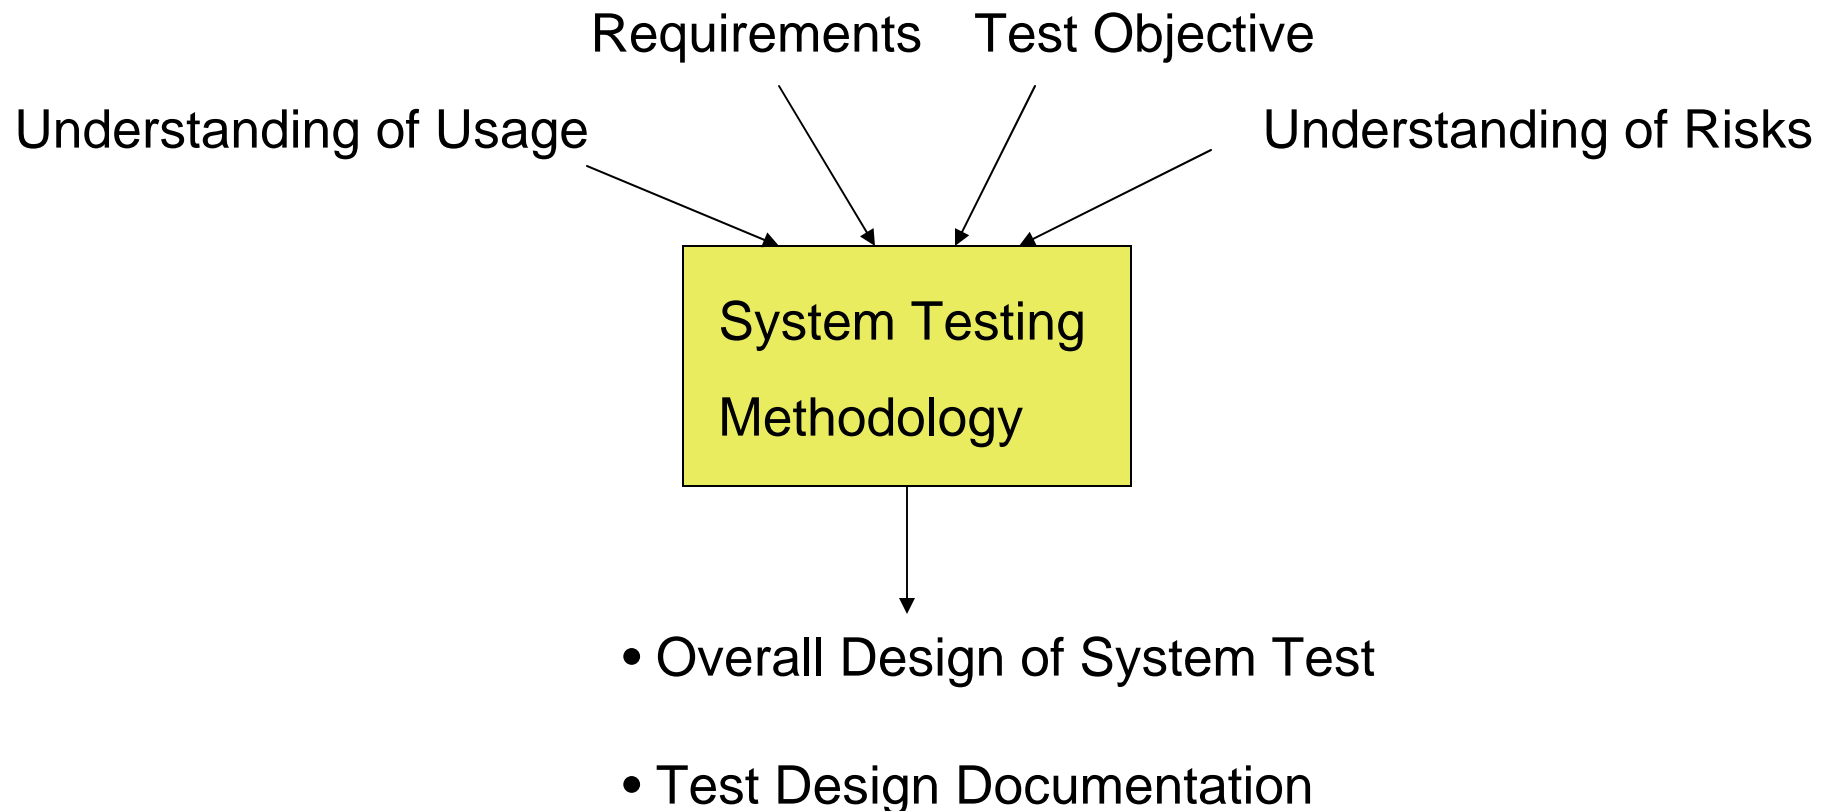 Requirements Test Objective
Understanding of Usage
Understanding of Risks
System Testing
Methodology
• Overall Design of System Test
• Test Design Documentation